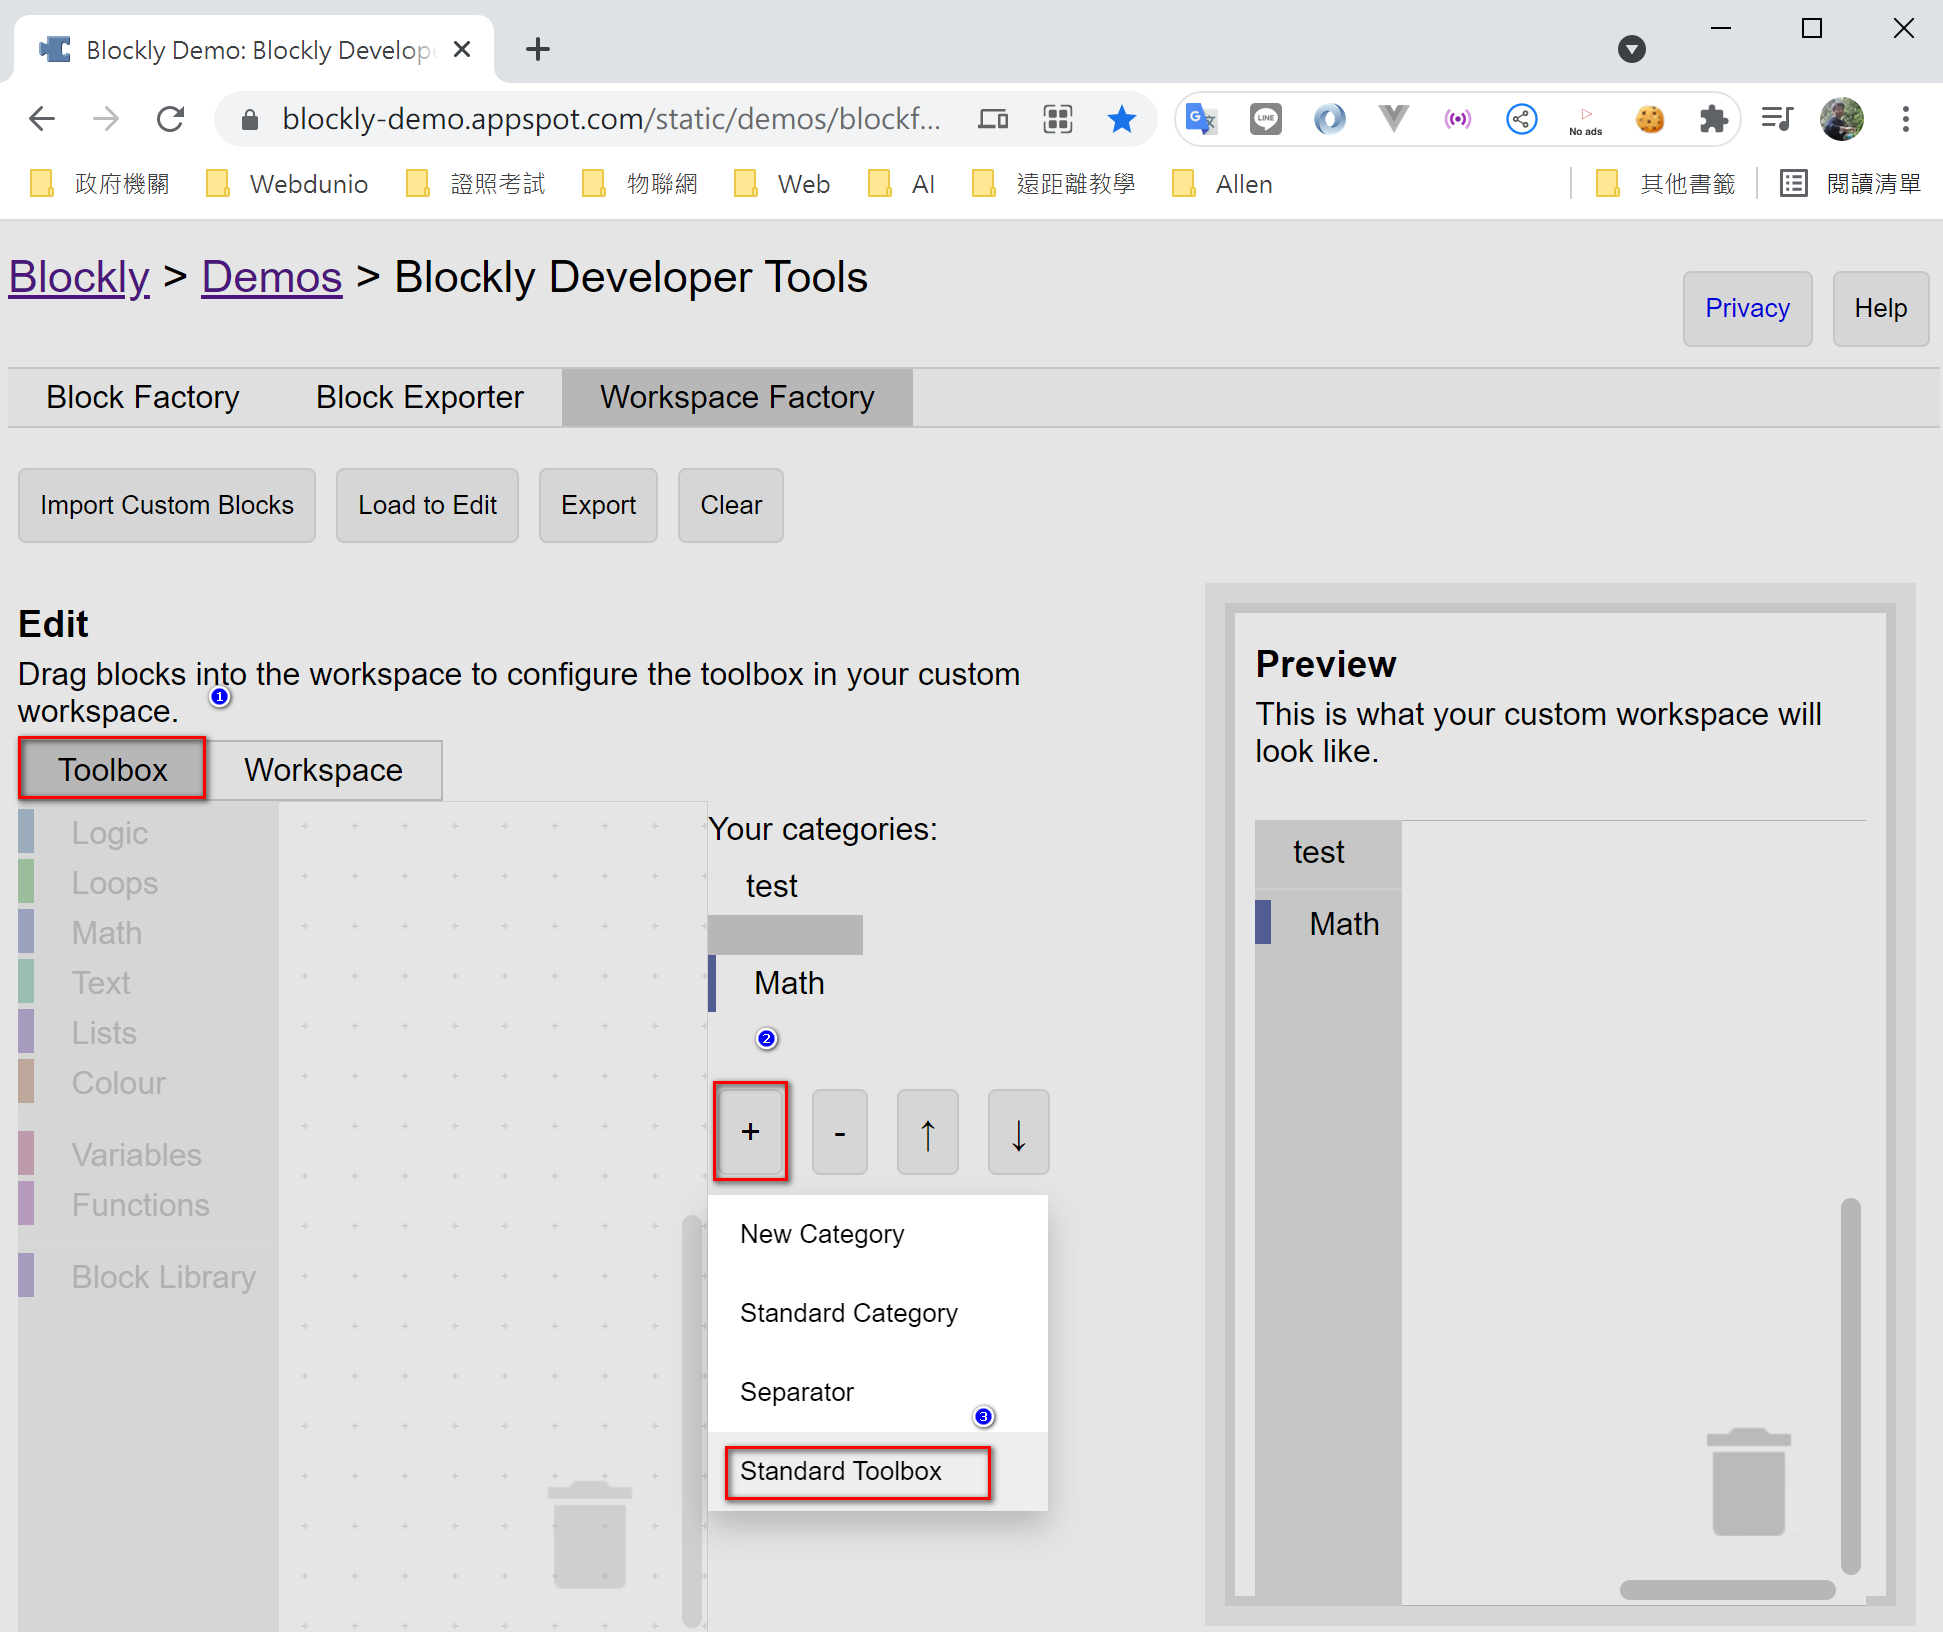 Blockly Demo: Blockly Develope
blockly-demo.appspot.com/static/demos/blockf...
LINE
No ads
政府機關
Webdunio
證照考試
物聯網
Web
AI
遠距離教學
Allen
其他書籤
閱讀清單
Blockly > Demos > Blockly Developer Tools
Privacy
Help
Block Factory
Block Exporter
Workspace Factory
Import Custom Blocks
Load to Edit
Export
Clear
Edit
Drag blocks into the workspace to configure the toolbox in your custom
workspace.
1
Toolbox
Workspace
Logic
Loops
Math
Text
Lists
Colour
Variables
Functions
Block Library
Your categories:
test
Math
2
+
-
↑
↓
New Category
Standard Category
Separator
3
Standard Toolbox
Preview
This is what your custom workspace will
look like.
test
Math